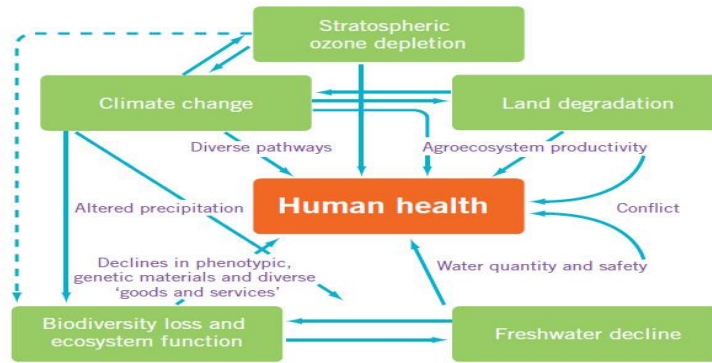 Stratospheric
ozone depletion
Climate change
Land degradation
Diverse pathways
Agroecosystem productivity
Human health
Altered precipitation
Conflict
Declines in phenotypic,
genetic materials and diverse
‘goods and services’
Water quantity and safety
Biodiversity loss and
ecosystem function
Freshwater decline